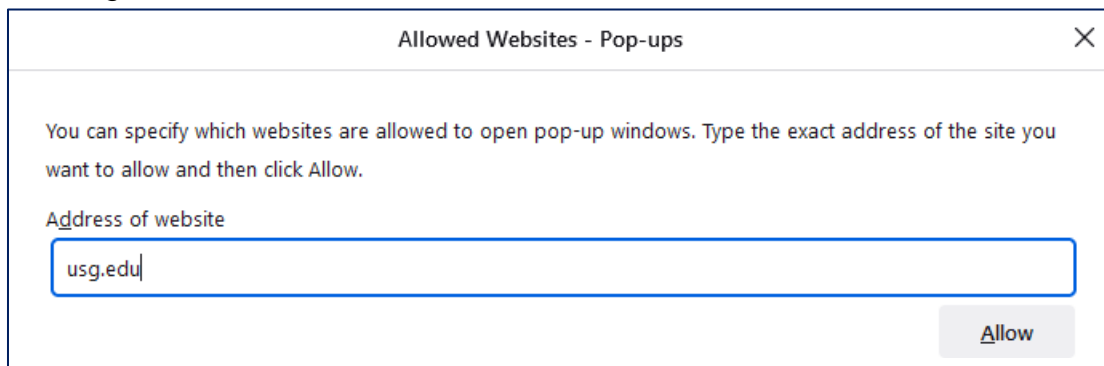 Allowed Websites - Pop-ups
You can specify which websites are allowed to open pop-up windows. Type the exact address of the site you
want to allow and then click Allow.
Address of website
usg.edu
Allow